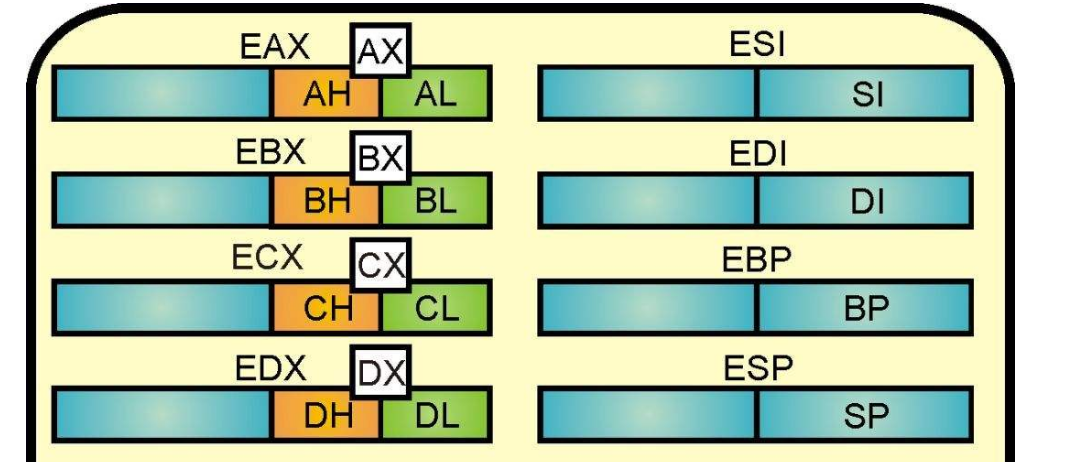 EAX AX ESI
AH AL SI
EBX BX EDI
BH BL DI
ECX CX EBP
CH CL BP
EDX DX ESP
DH DL SP